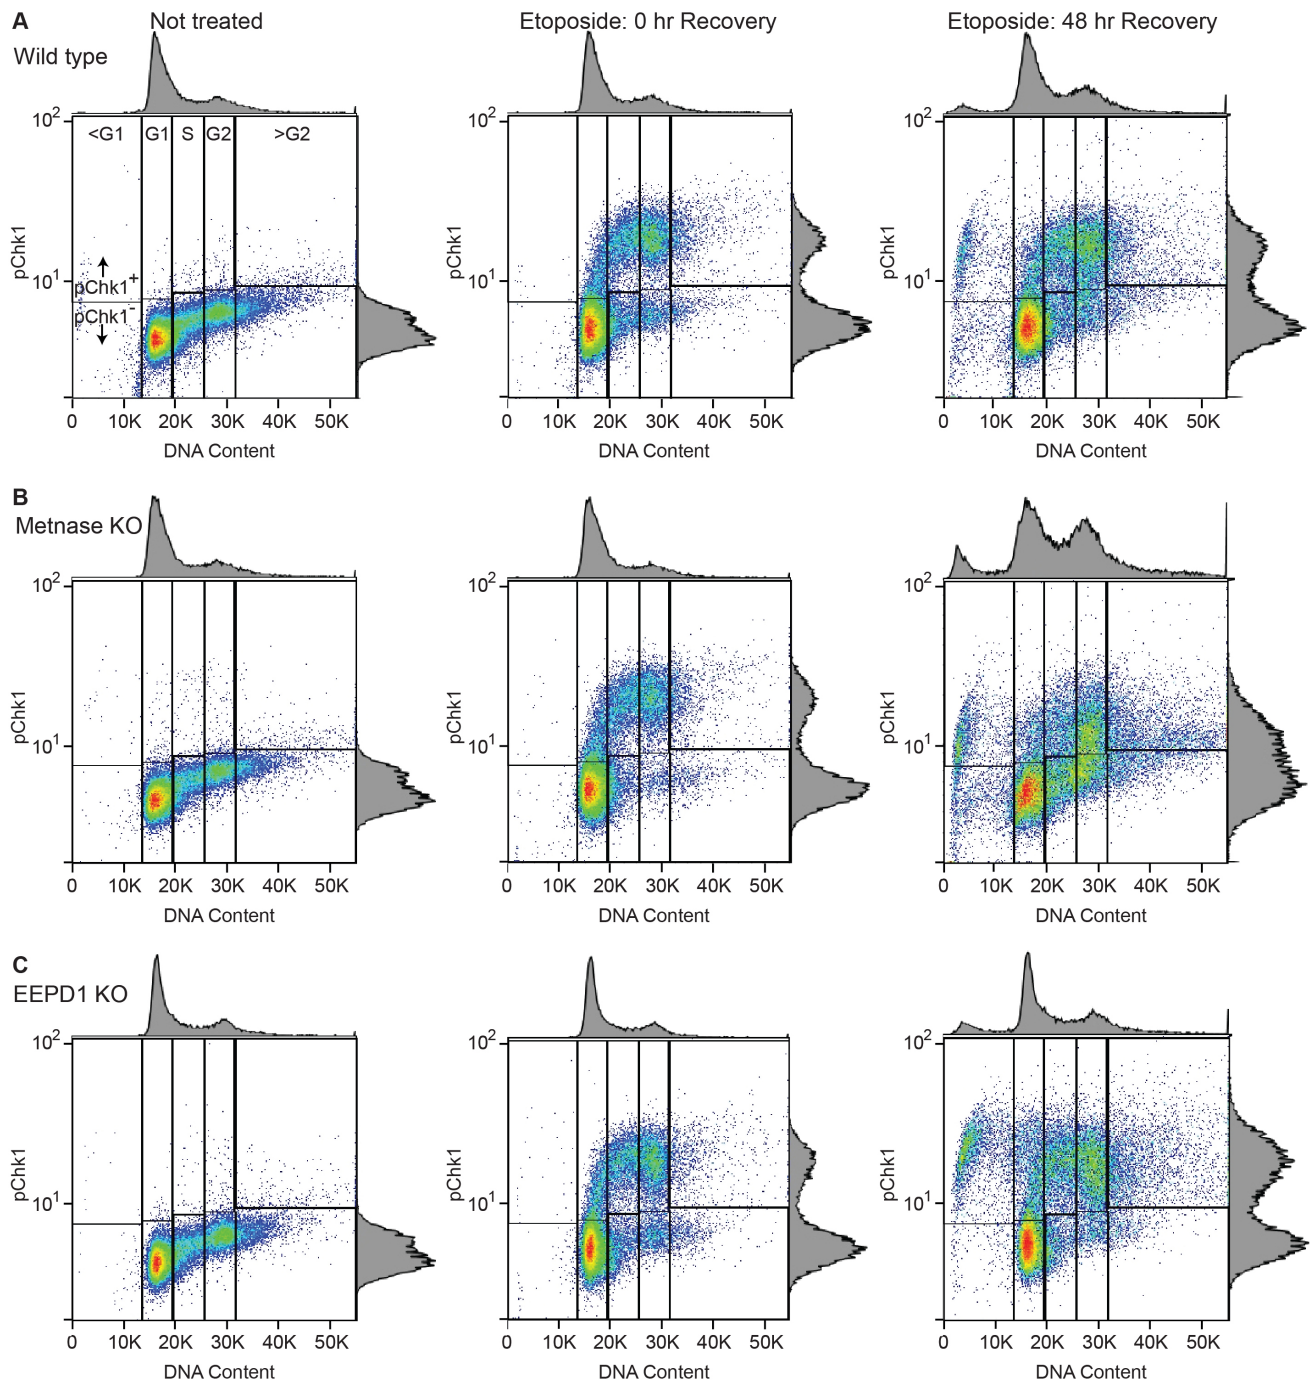 A
Not treated
Etoposide: 0 hr Recovery
Etoposide: 48 hr Recovery
Wild type
10²
10²
10²
<G1 G1 S G2 >G2
pChk1
pChk1
pChk1
10¹
10¹
10¹
pChk1⁺
pChk1⁻
0 10K 20K 30K 40K 50K
0 10K 20K 30K 40K 50K
0 10K 20K 30K 40K 50K
DNA Content
DNA Content
DNA Content
B
Metnase KO
10²
10²
10²
pChk1
pChk1
pChk1
10¹
10¹
10¹
0 10K 20K 30K 40K 50K
0 10K 20K 30K 40K 50K
0 10K 20K 30K 40K 50K
DNA Content
DNA Content
DNA Content
C
EEPD1 KO
10²
10²
10²
pChk1
pChk1
pChk1
10¹
10¹
10¹
0 10K 20K 30K 40K 50K
0 10K 20K 30K 40K 50K
0 10K 20K 30K 40K 50K
DNA Content
DNA Content
DNA Content